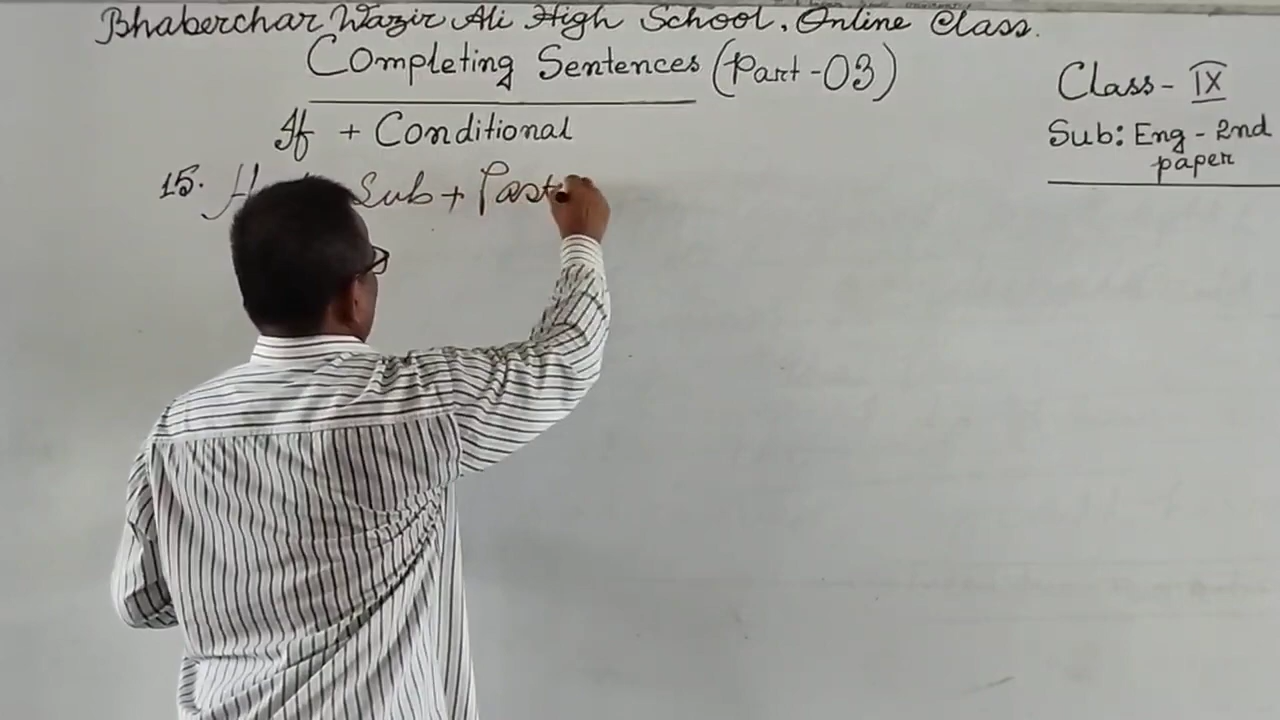 Bhaberchar Wazir Ali High School, Online Class.
Completing Sentences (Part-03)
Class- IX
Sub: Eng - 2nd
paper
If + Conditional
15. Sub + Past